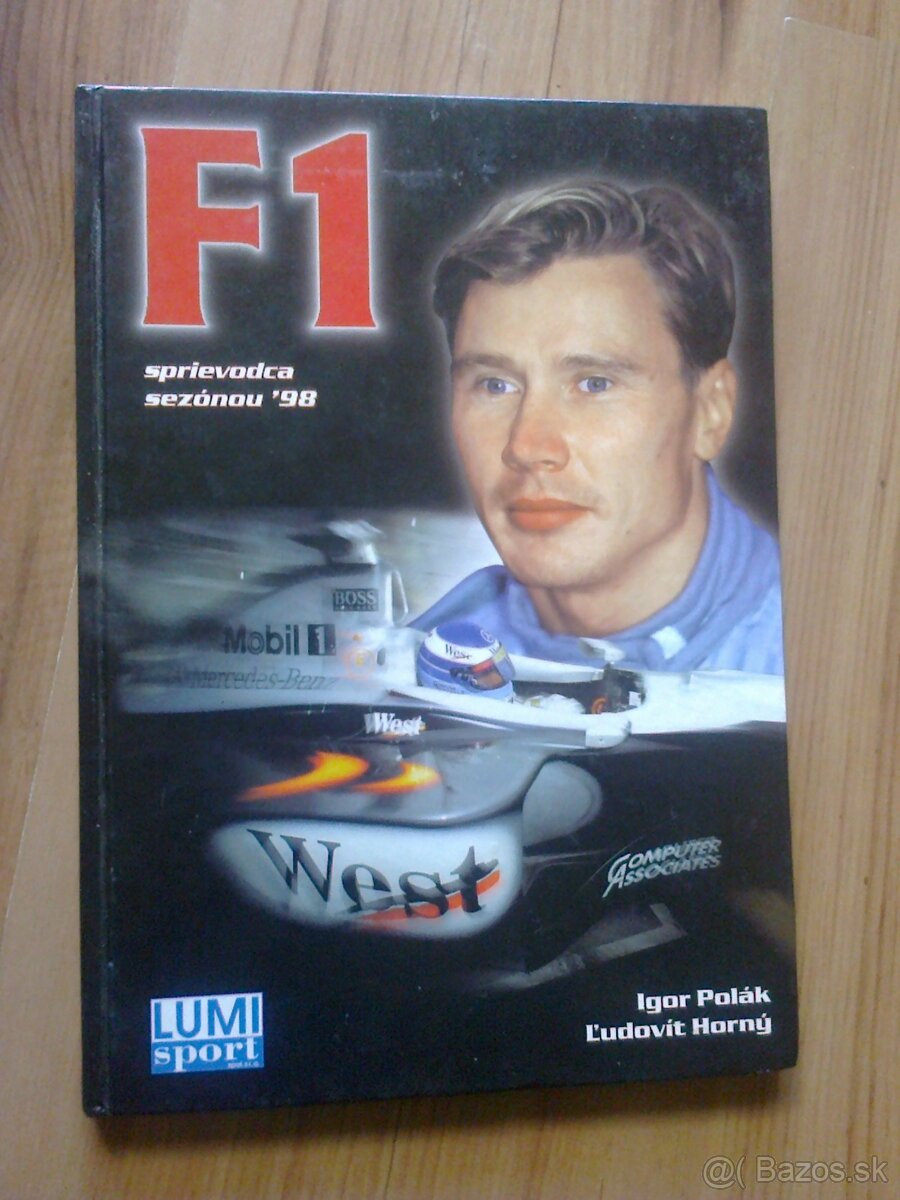 F1
sprievodca
sezónou '98
BOSS
Mobil 1
Mercedes-Benz
West
West
West
COMPUTER
ASSOCIATES
Igor Polák
Ľudovít Horný
LUMI
sport
spol. s r. o.
@( Bazos.sk